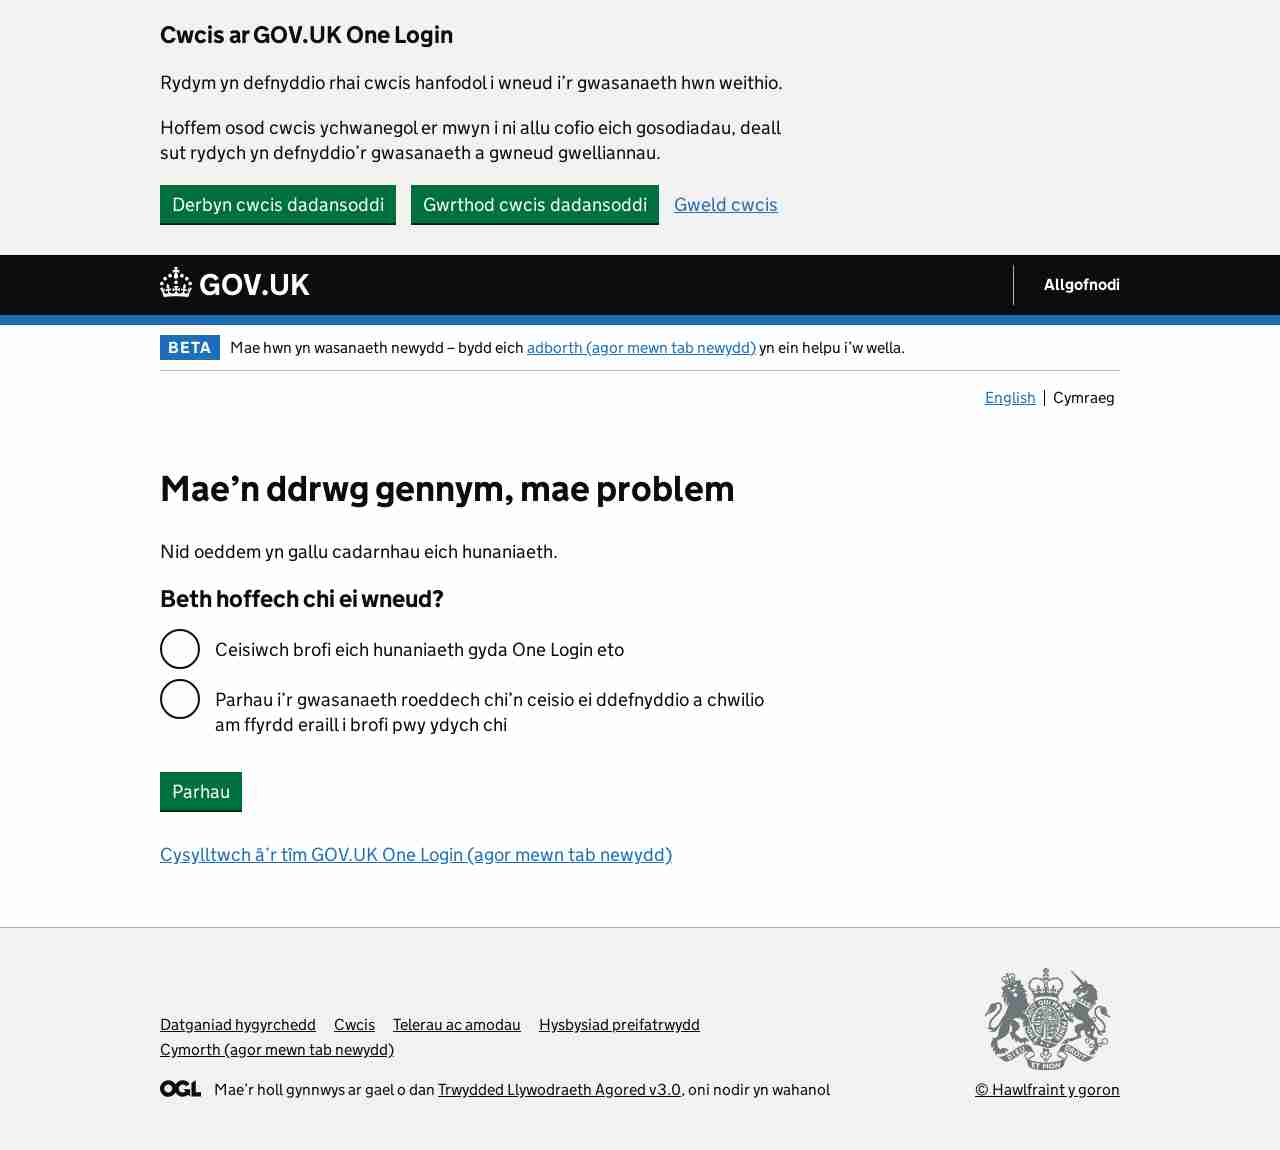 Cwcis ar GOV.UK One Login
Rydym yn defnyddio rhai cwcis hanfodol i wneud i’r gwasanaeth hwn weithio.
Hoffem osod cwcis ychwanegol er mwyn i ni allu cofio eich gosodiadau, deall
sut rydych yn defnyddio’r gwasanaeth a gwneud gwelliannau.
Derbyn cwcis dadansoddi Gwrthod cwcis dadansoddi Gweld cwcis
GOV.UK Allgofnodi
BETA Mae hwn yn wasanaeth newydd – bydd eich adborth (agor mewn tab newydd) yn ein helpu i’w wella.
English Cymraeg
Mae’n ddrwg gennym, mae problem
Nid oeddem yn gallu cadarnhau eich hunaniaeth.
Beth hoffech chi ei wneud?
Ceisiwch brofi eich hunaniaeth gyda One Login eto
Parhau i’r gwasanaeth roeddech chi’n ceisio ei ddefnyddio a chwilio
am ffyrdd eraill i brofi pwy ydych chi
Parhau
Cysylltwch â’r tîm GOV.UK One Login (agor mewn tab newydd)
Datganiad hygyrchedd Cwcis Telerau ac amodau Hysbysiad preifatrwydd
Cymorth (agor mewn tab newydd)
OGL Mae’r holl gynnwys ar gael o dan Trwydded Llywodraeth Agored v3.0, oni nodir yn wahanol
© Hawlfraint y goron